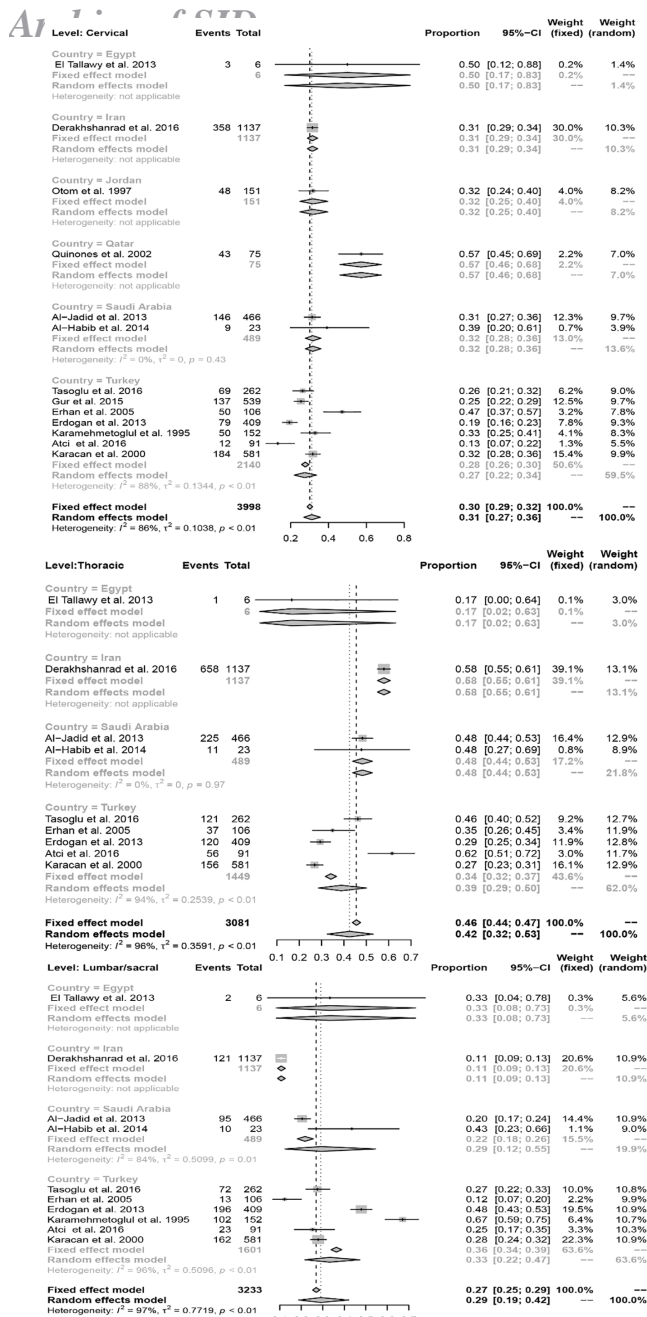 Archive of SID
Level: Cervical Events Total Proportion 95%−CI Weight (fixed) Weight (random)
Country = Egypt
El Tallawy et al. 2013 3 6 0.50 [0.12; 0.88] 0.2% 1.4%
Fixed effect model 6 0.50 [0.17; 0.83] 0.2% −−
Random effects model 0.50 [0.17; 0.83] −− 1.4%
Heterogeneity: not applicable
Country = Iran
Derakhshanrad et al. 2016 358 1137 0.31 [0.29; 0.34] 30.0% 10.3%
Fixed effect model 1137 0.31 [0.29; 0.34] 30.0% −−
Random effects model 0.31 [0.29; 0.34] −− 10.3%
Heterogeneity: not applicable
Country = Jordan
Otom et al. 1997 48 151 0.32 [0.24; 0.40] 4.0% 8.2%
Fixed effect model 151 0.32 [0.25; 0.40] 4.0% −−
Random effects model 0.32 [0.25; 0.40] −− 8.2%
Heterogeneity: not applicable
Country = Qatar
Quinones et al. 2002 43 75 0.57 [0.45; 0.69] 2.2% 7.0%
Fixed effect model 75 0.57 [0.46; 0.68] 2.2% −−
Random effects model 0.57 [0.46; 0.68] −− 7.0%
Heterogeneity: not applicable
Country = Saudi Arabia
Al−Jadid et al. 2013 146 466 0.31 [0.27; 0.36] 12.3% 9.7%
Al−Habib et al. 2014 9 23 0.39 [0.20; 0.61] 0.7% 3.9%
Fixed effect model 489 0.32 [0.28; 0.36] 13.0% −−
Random effects model 0.32 [0.28; 0.36] −− 13.6%
Heterogeneity: I² = 0%, τ² = 0, p = 0.43
Country = Turkey
Tasoglu et al. 2016 69 262 0.26 [0.21; 0.32] 6.2% 9.0%
Gur et al. 2015 137 539 0.25 [0.22; 0.29] 12.5% 9.7%
Erhan et al. 2005 50 106 0.47 [0.37; 0.57] 3.2% 7.8%
Erdogan et al. 2013 79 409 0.19 [0.16; 0.23] 7.8% 9.3%
Karamehmetoglul et al. 1995 50 152 0.33 [0.25; 0.41] 4.1% 8.3%
Atci et al. 2016 12 91 0.13 [0.07; 0.22] 1.3% 5.5%
Karacan et al. 2000 184 581 0.32 [0.28; 0.36] 15.4% 9.9%
Fixed effect model 2140 0.28 [0.26; 0.30] 50.6% −−
Random effects model 0.27 [0.22; 0.34] −− 59.5%
Heterogeneity: I² = 88%, τ² = 0.1344, p < 0.01
Fixed effect model 3998 0.30 [0.29; 0.32] 100.0% −−
Random effects model 0.31 [0.27; 0.36] −− 100.0%
Heterogeneity: I² = 86%, τ² = 0.1038, p < 0.01
0.2 0.4 0.6 0.8
Level:Thoracic Events Total Proportion 95%−CI Weight (fixed) Weight (random)
Country = Egypt
El Tallawy et al. 2013 1 6 0.17 [0.00; 0.64] 0.1% 3.0%
Fixed effect model 6 0.17 [0.02; 0.63] 0.1% −−
Random effects model 0.17 [0.02; 0.63] −− 3.0%
Heterogeneity: not applicable
Country = Iran
Derakhshanrad et al. 2016 658 1137 0.58 [0.55; 0.61] 39.1% 13.1%
Fixed effect model 1137 0.58 [0.55; 0.61] 39.1% −−
Random effects model 0.58 [0.55; 0.61] −− 13.1%
Heterogeneity: not applicable
Country = Saudi Arabia
Al−Jadid et al. 2013 225 466 0.48 [0.44; 0.53] 16.4% 12.9%
Al−Habib et al. 2014 11 23 0.48 [0.27; 0.69] 0.8% 8.9%
Fixed effect model 489 0.48 [0.44; 0.53] 17.2% −−
Random effects model 0.48 [0.44; 0.53] −− 21.8%
Heterogeneity: I² = 0%, τ² = 0, p = 0.97
Country = Turkey
Tasoglu et al. 2016 121 262 0.46 [0.40; 0.52] 9.2% 12.7%
Erhan et al. 2005 37 106 0.35 [0.26; 0.45] 3.4% 11.9%
Erdogan et al. 2013 120 409 0.29 [0.25; 0.34] 11.9% 12.8%
Atci et al. 2016 56 91 0.62 [0.51; 0.72] 3.0% 11.7%
Karacan et al. 2000 156 581 0.27 [0.23; 0.31] 16.1% 12.9%
Fixed effect model 1449 0.34 [0.32; 0.37] 43.6% −−
Random effects model 0.39 [0.29; 0.50] −− 62.0%
Heterogeneity: I² = 94%, τ² = 0.2539, p < 0.01
Fixed effect model 3081 0.46 [0.44; 0.47] 100.0% −−
Random effects model 0.42 [0.32; 0.53] −− 100.0%
Heterogeneity: I² = 96%, τ² = 0.3591, p < 0.01
0.1 0.2 0.3 0.4 0.5 0.6 0.7
Level: Lumbar/sacral Events Total Proportion 95%−CI Weight (fixed) Weight (random)
Country = Egypt
El Tallawy et al. 2013 2 6 0.33 [0.04; 0.78] 0.3% 5.6%
Fixed effect model 6 0.33 [0.08; 0.73] 0.3% −−
Random effects model 0.33 [0.08; 0.73] −− 5.6%
Heterogeneity: not applicable
Country = Iran
Derakhshanrad et al. 2016 121 1137 0.11 [0.09; 0.13] 20.6% 10.9%
Fixed effect model 1137 0.11 [0.09; 0.13] 20.6% −−
Random effects model 0.11 [0.09; 0.13] −− 10.9%
Heterogeneity: not applicable
Country = Saudi Arabia
Al−Jadid et al. 2013 95 466 0.20 [0.17; 0.24] 14.4% 10.9%
Al−Habib et al. 2014 10 23 0.43 [0.23; 0.66] 1.1% 9.0%
Fixed effect model 489 0.22 [0.18; 0.26] 15.5% −−
Random effects model 0.29 [0.12; 0.55] −− 19.9%
Heterogeneity: I² = 84%, τ² = 0.5099, p = 0.01
Country = Turkey
Tasoglu et al. 2016 72 262 0.27 [0.22; 0.33] 10.0% 10.8%
Erhan et al. 2005 13 106 0.12 [0.07; 0.20] 2.2% 9.9%
Erdogan et al. 2013 196 409 0.48 [0.43; 0.53] 19.5% 10.9%
Karamehmetoglul et al. 1995 102 152 0.67 [0.59; 0.75] 6.4% 10.7%
Atci et al. 2016 23 91 0.25 [0.17; 0.35] 3.3% 10.4%
Karacan et al. 2000 162 581 0.28 [0.24; 0.32] 22.3% 10.9%
Fixed effect model 1601 0.36 [0.34; 0.39] 63.6% −−
Random effects model 0.33 [0.22; 0.47] −− 63.6%
Heterogeneity: I² = 96%, τ² = 0.5096, p < 0.01
Fixed effect model 3233 0.27 [0.25; 0.29] 100.0% −−
Random effects model 0.29 [0.19; 0.42] −− 100.0%
Heterogeneity: I² = 97%, τ² = 0.7719, p < 0.01